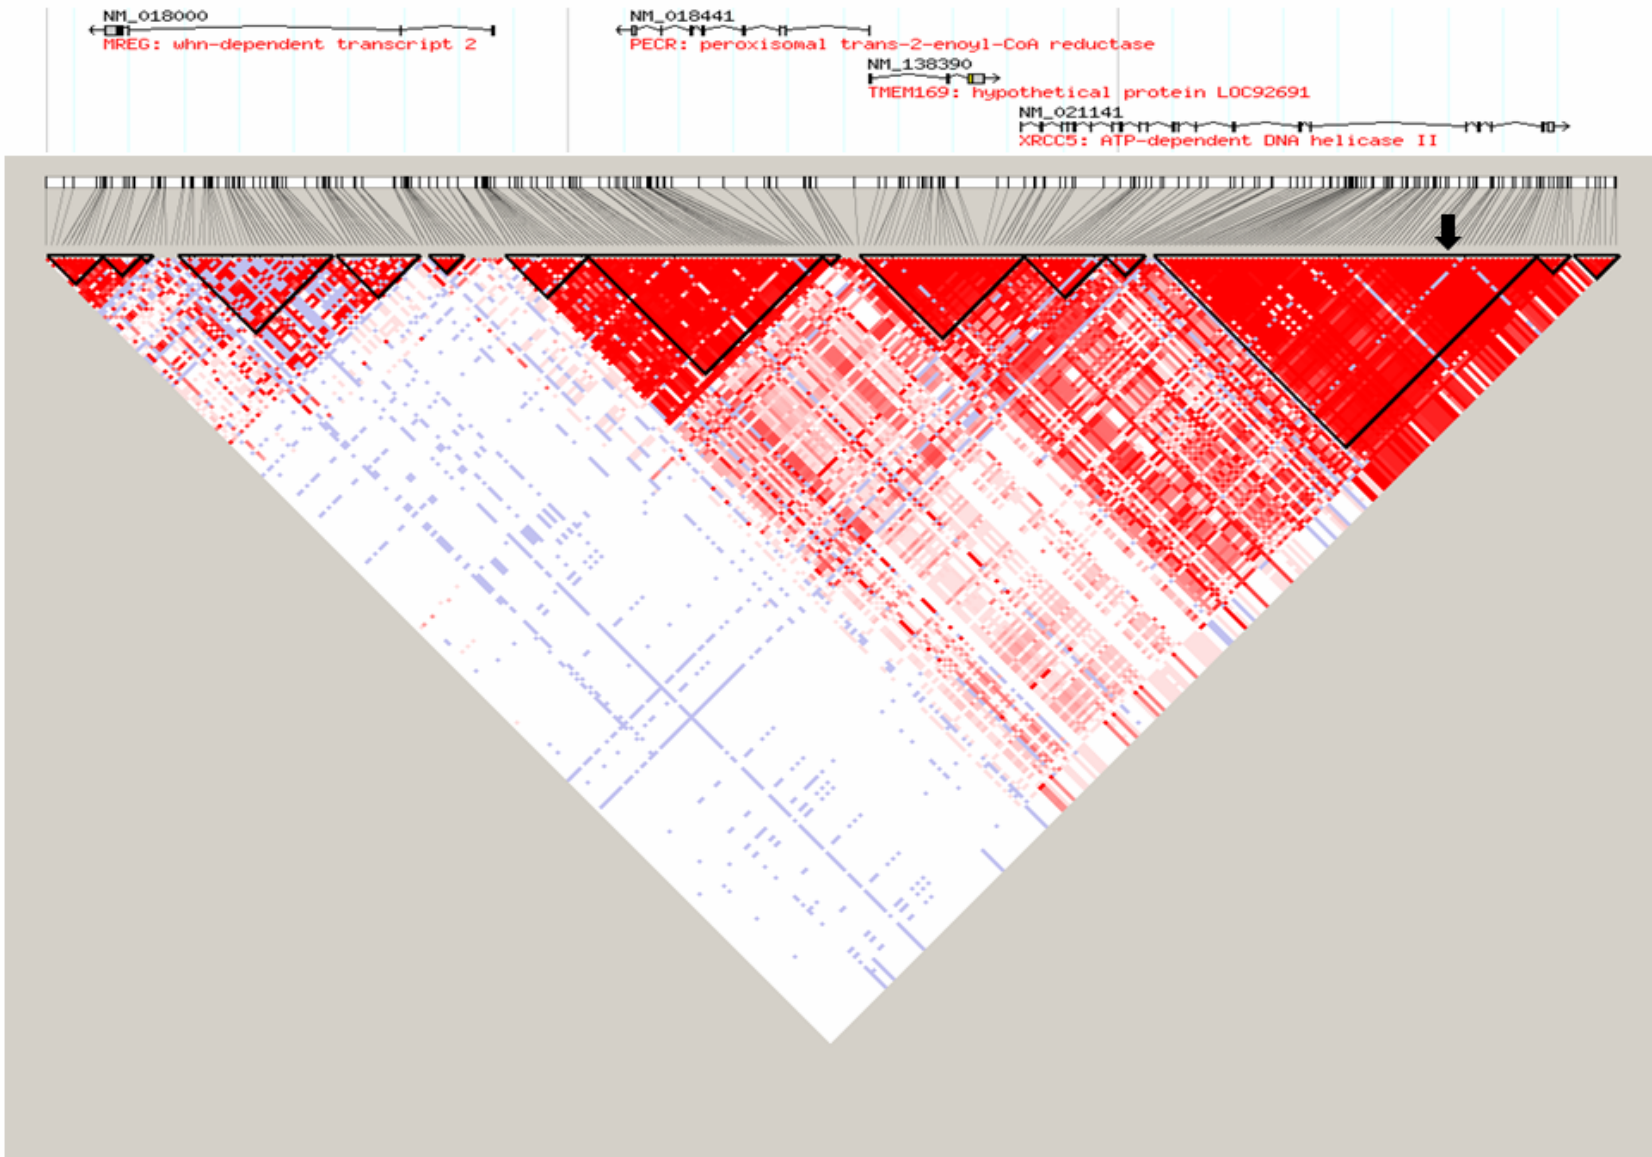 NM_018000
MREG: whn-dependent transcript 2
NM_018441
PECR: peroxisomal trans-2-enoyl-CoA reductase
NM_138390
TMEM169: hypothetical protein LOC92691
NM_021141
XRCC5: ATP-dependent DNA helicase II